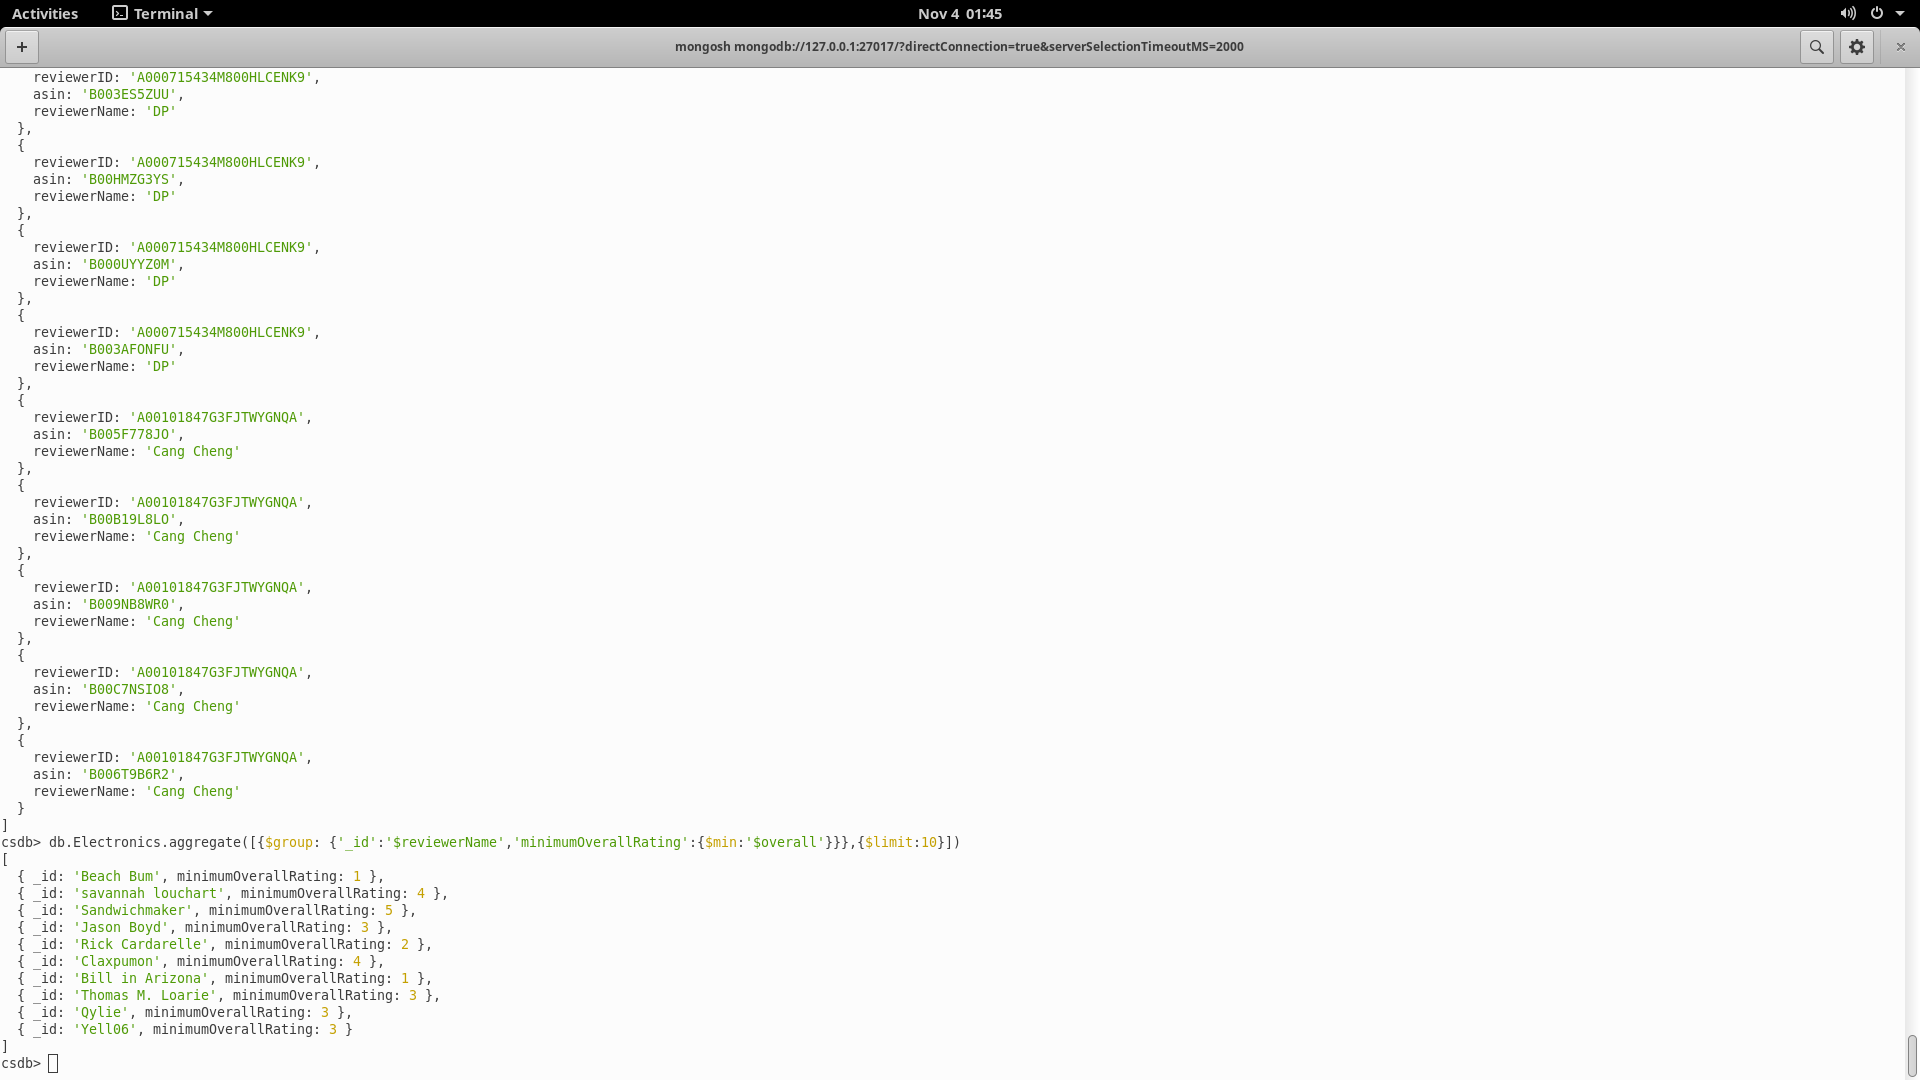 Activities
Terminal
Nov 4 01:45
+
mongosh mongodb://127.0.0.1:27017/?directConnection=true&serverSelectionTimeoutMS=2000
    reviewerID: 'A000715434M800HLCENK9',
    asin: 'B003ES5ZUU',
    reviewerName: 'DP'
  },
  {
    reviewerID: 'A000715434M800HLCENK9',
    asin: 'B00HMZG3YS',
    reviewerName: 'DP'
  },
  {
    reviewerID: 'A000715434M800HLCENK9',
    asin: 'B000UYYZ0M',
    reviewerName: 'DP'
  },
  {
    reviewerID: 'A000715434M800HLCENK9',
    asin: 'B003AFONFU',
    reviewerName: 'DP'
  },
  {
    reviewerID: 'A00101847G3FJTWYGNQA',
    asin: 'B005F778JO',
    reviewerName: 'Cang Cheng'
  },
  {
    reviewerID: 'A00101847G3FJTWYGNQA',
    asin: 'B00B19L8LO',
    reviewerName: 'Cang Cheng'
  },
  {
    reviewerID: 'A00101847G3FJTWYGNQA',
    asin: 'B009NB8WR0',
    reviewerName: 'Cang Cheng'
  },
  {
    reviewerID: 'A00101847G3FJTWYGNQA',
    asin: 'B00C7NSIO8',
    reviewerName: 'Cang Cheng'
  },
  {
    reviewerID: 'A00101847G3FJTWYGNQA',
    asin: 'B006T9B6R2',
    reviewerName: 'Cang Cheng'
  }
]
csdb> db.Electronics.aggregate([{$group: {'_id':'$reviewerName','minimumOverallRating':{$min:'$overall'}}},{$limit:10}])
[
  { _id: 'Beach Bum', minimumOverallRating: 1 },
  { _id: 'savannah louchart', minimumOverallRating: 4 },
  { _id: 'Sandwichmaker', minimumOverallRating: 5 },
  { _id: 'Jason Boyd', minimumOverallRating: 3 },
  { _id: 'Rick Cardarelle', minimumOverallRating: 2 },
  { _id: 'Claxpumon', minimumOverallRating: 4 },
  { _id: 'Bill in Arizona', minimumOverallRating: 1 },
  { _id: 'Thomas M. Loarie', minimumOverallRating: 3 },
  { _id: 'Qylie', minimumOverallRating: 3 },
  { _id: 'Yell06', minimumOverallRating: 3 }
]
csdb>